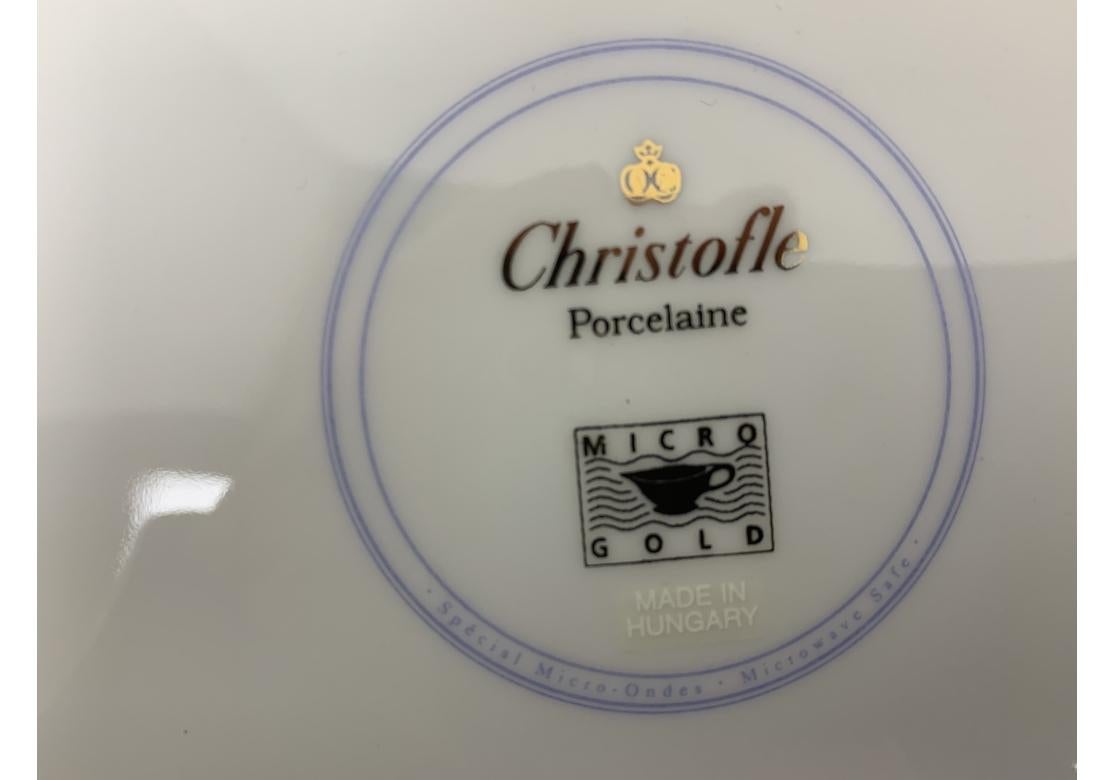 Christofle
Porcelaine
MICRO
GOLD
MADE IN
HUNGARY
· Spécial Micro-Ondes · Microwave Safe ·